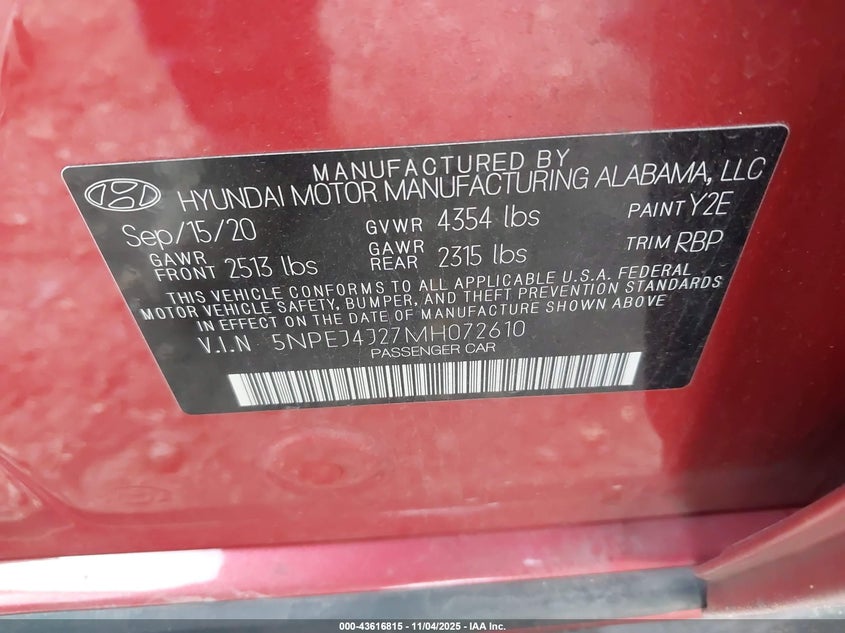 MANUFACTURED BY
HYUNDAI MOTOR MANUFACTURING ALABAMA, LLC
Sep/15/20 GVWR 4354 lbs PAINT Y2E
GAWR FRONT 2513 lbs GAWR REAR 2315 lbs TRIM RBP
THIS VEHICLE CONFORMS TO ALL APPLICABLE U.S.A. FEDERAL
MOTOR VEHICLE SAFETY, BUMPER, AND THEFT PREVENTION STANDARDS
IN EFFECT ON THE DATE OF MANUFACTURE SHOWN ABOVE
V.I.N 5NPEJ4J27MH072610
PASSENGER CAR
000-43616815 - 11/04/2025 - IAA Inc.